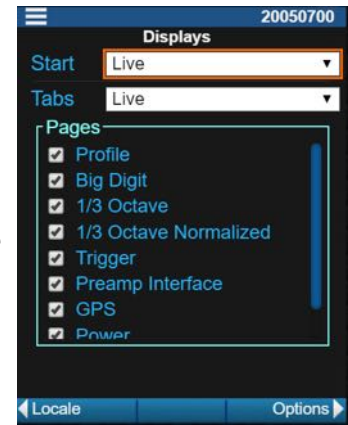 20050700
Displays
Start Live
Tabs Live
Pages
Profile
Big Digit
1/3 Octave
1/3 Octave Normalized
Trigger
Preamp Interface
GPS
Power
Locale Options